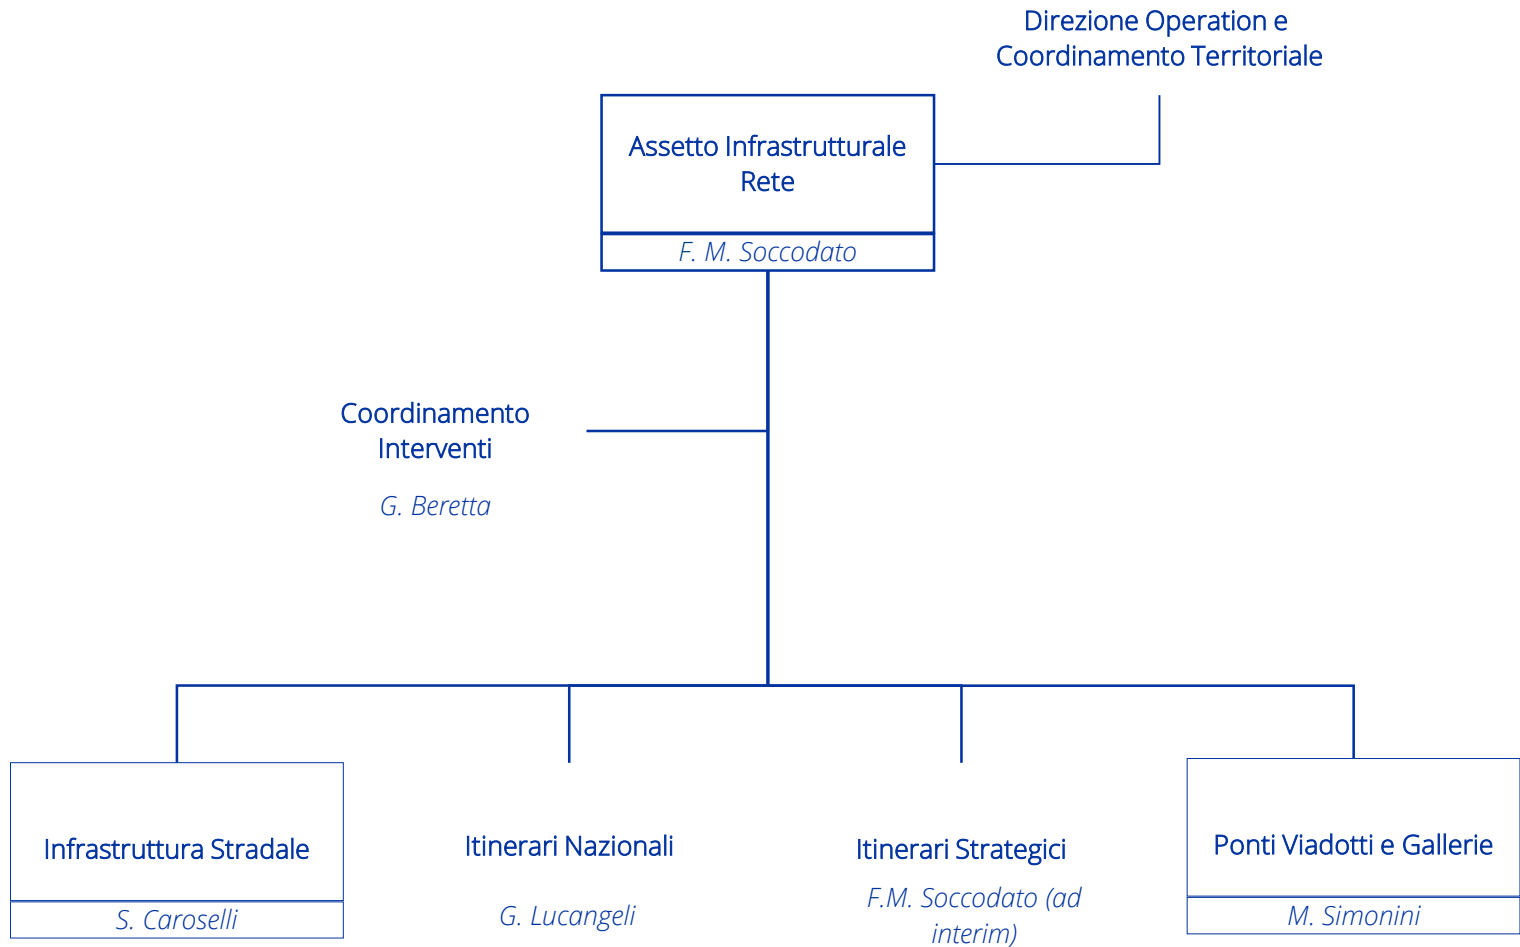 Direzione Operation e
Coordinamento Territoriale
Assetto Infrastrutturale
Rete
F. M. Soccodato
Coordinamento
Interventi
G. Beretta
Infrastruttura Stradale
S. Caroselli
Itinerari Nazionali
G. Lucangeli
Itinerari Strategici
F.M. Soccodato (ad
interim)
Ponti Viadotti e Gallerie
M. Simonini